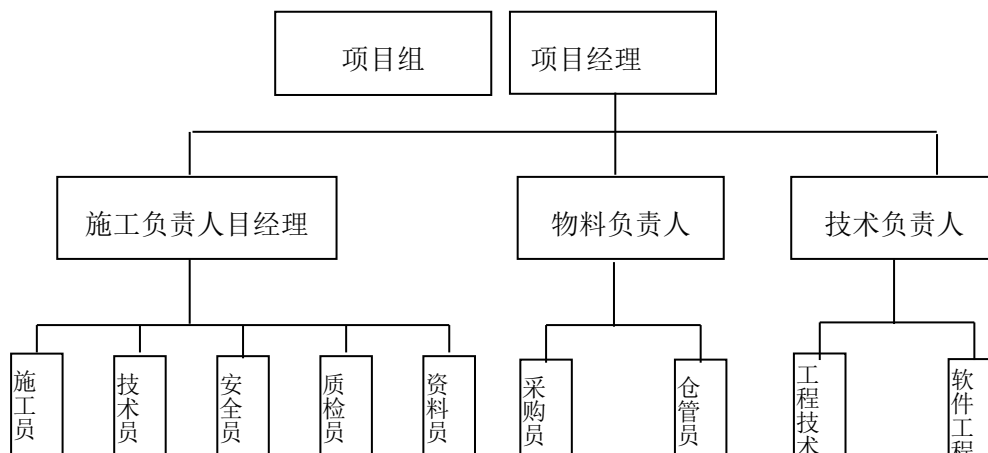 项目组
项目经理
施工负责人目经理
物料负责人
技术负责人
施工员
技术员
安全员
质检员
资料员
采购员
仓管员
工程技术
软件工程